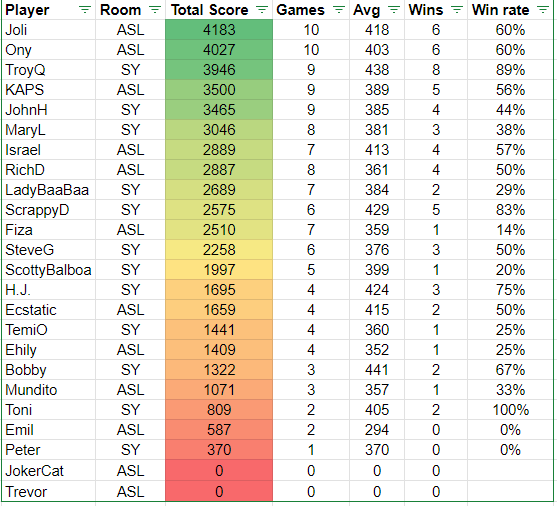 Player Room Total Score Games Avg Wins Win rate
Joli ASL 4183 10 418 6 60%
Ony ASL 4027 10 403 6 60%
TroyQ SY 3946 9 438 8 89%
KAPS ASL 3500 9 389 5 56%
JohnH SY 3465 9 385 4 44%
MaryL SY 3046 8 381 3 38%
Israel ASL 2889 7 413 4 57%
RichD ASL 2887 8 361 4 50%
LadyBaaBaa SY 2689 7 384 2 29%
ScrappyD SY 2575 6 429 5 83%
Fiza ASL 2510 7 359 1 14%
SteveG SY 2258 6 376 3 50%
ScottyBalboa SY 1997 5 399 1 20%
H.J. SY 1695 4 424 3 75%
Ecstatic ASL 1659 4 415 2 50%
TemiO SY 1441 4 360 1 25%
Ehily ASL 1409 4 352 1 25%
Bobby SY 1322 3 441 2 67%
Mundito ASL 1071 3 357 1 33%
Toni SY 809 2 405 2 100%
Emil ASL 587 2 294 0 0%
Peter SY 370 1 370 0 0%
JokerCat ASL 0 0 0
Trevor ASL 0 0 0